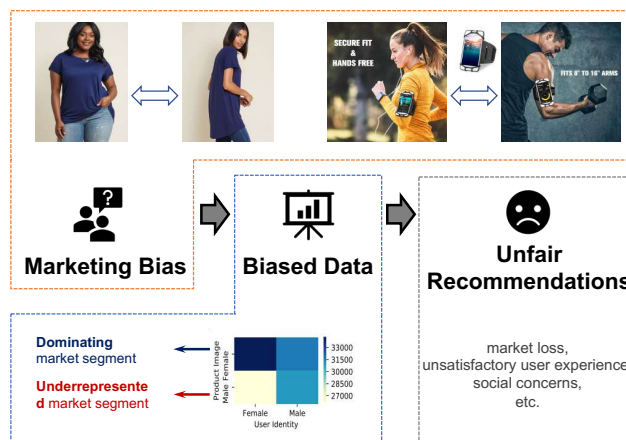 SECURE FIT
&
HANDS FREE
FITS 8" TO 16" ARMS
?
Marketing Bias
Biased Data
Unfair
Recommendations
Dominating
market segment
Underrepresente
d market segment
Product Image
Male Female
33000
31500
30000
28500
27000
Female Male
User Identity
market loss,
unsatisfactory user experience
social concerns,
etc.